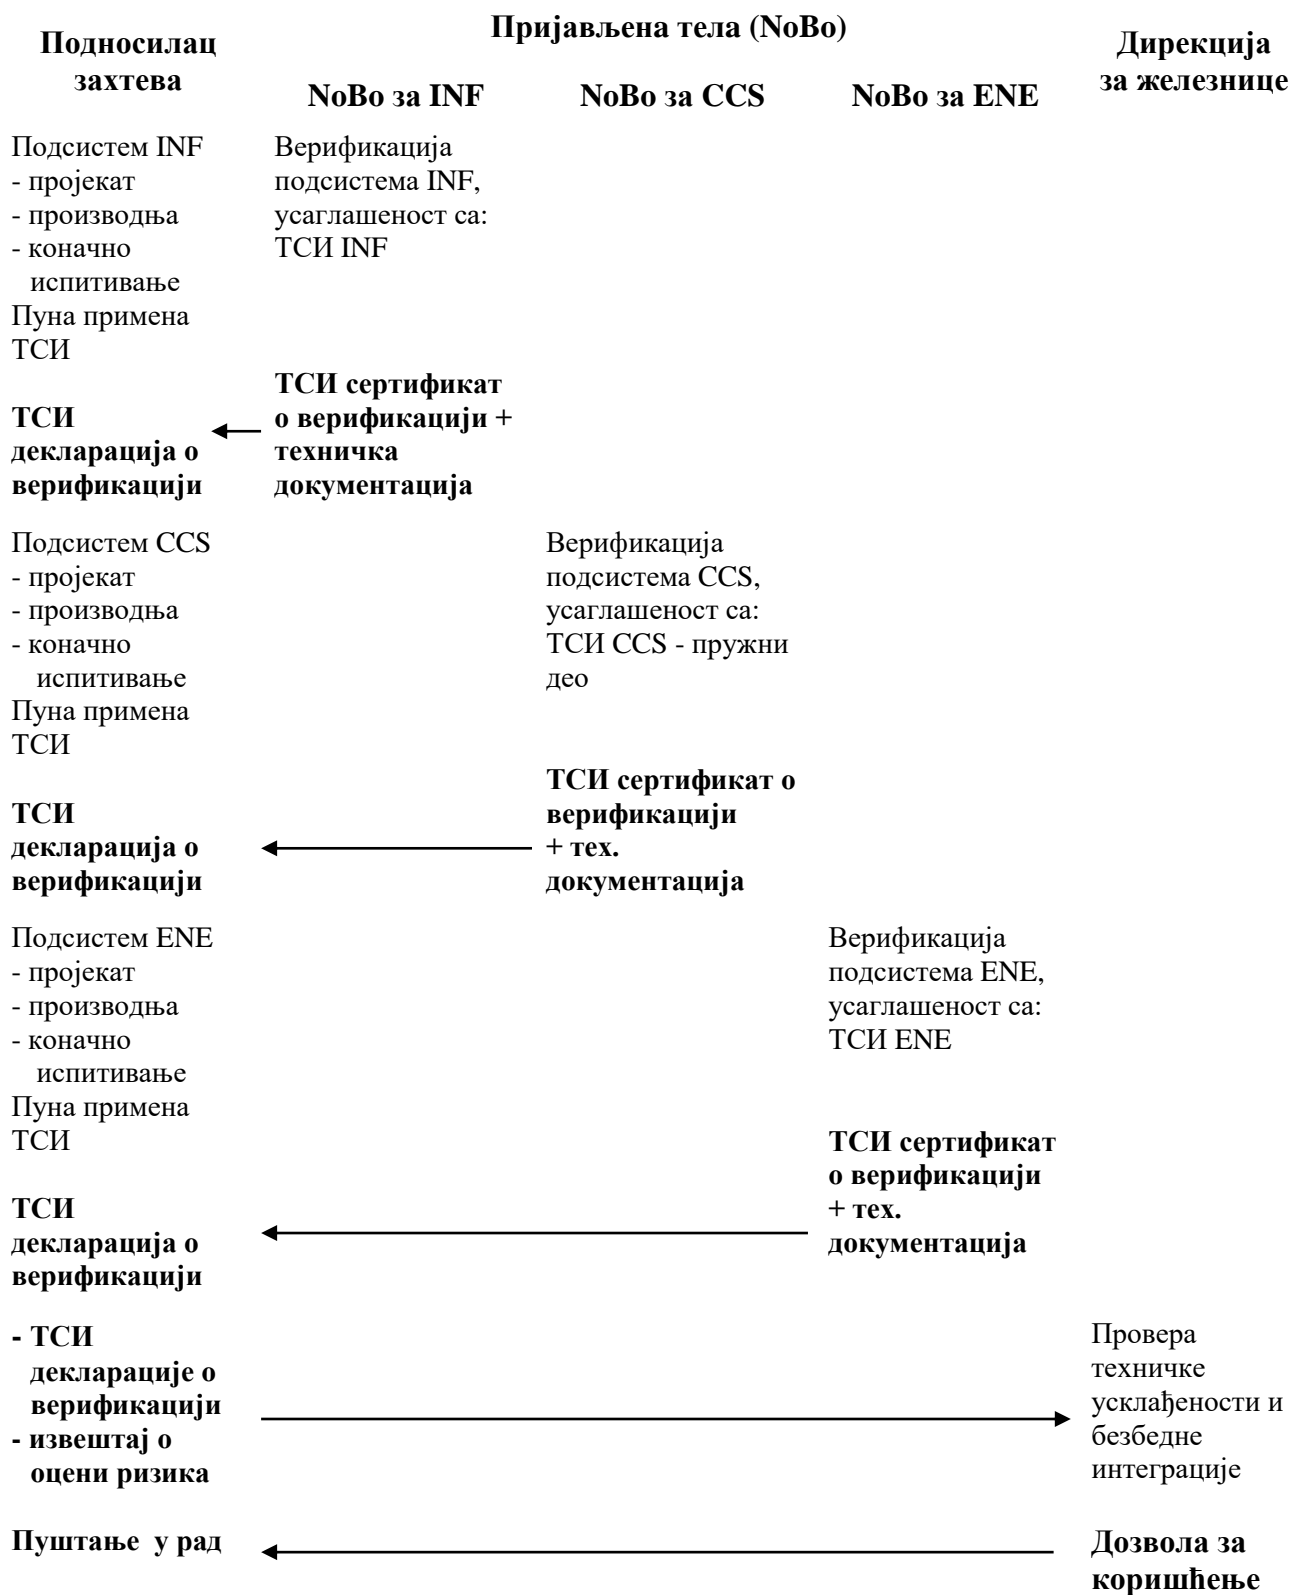 Подносилац
захтева
Пријављена тела (NoBo)
NoBo за INF
NoBo за CCS
NoBo за ENE
Дирекција
за железнице
Подсистем INF
- пројекат
- производња
- коначно
испитивање
Пуна примена
ТСИ
Верификација
подсистема INF,
усаглашеност са:
ТСИ INF
ТСИ
декларација о
верификацији
ТСИ сертификат
о верификацији +
техничка
документација
Подсистем CCS
- пројекат
- производња
- коначно
испитивање
Пуна примена
ТСИ
Верификација
подсистема CCS,
усаглашеност са:
ТСИ CCS - пружни
део
ТСИ
декларација о
верификацији
ТСИ сертификат о
верификацији
+ тех.
документација
Подсистем ENE
- пројекат
- производња
- коначно
испитивање
Пуна примена
ТСИ
Верификација
подсистема ENE,
усаглашеност са:
ТСИ ENE
ТСИ
декларација о
верификацији
ТСИ сертификат
о верификацији
+ тех.
документација
- ТСИ
декларације о
верификацији
- извештај о
оцени ризика
Провера
техничке
усклађености и
безбедне
интеграције
Пуштање у рад
Дозвола за
коришћење